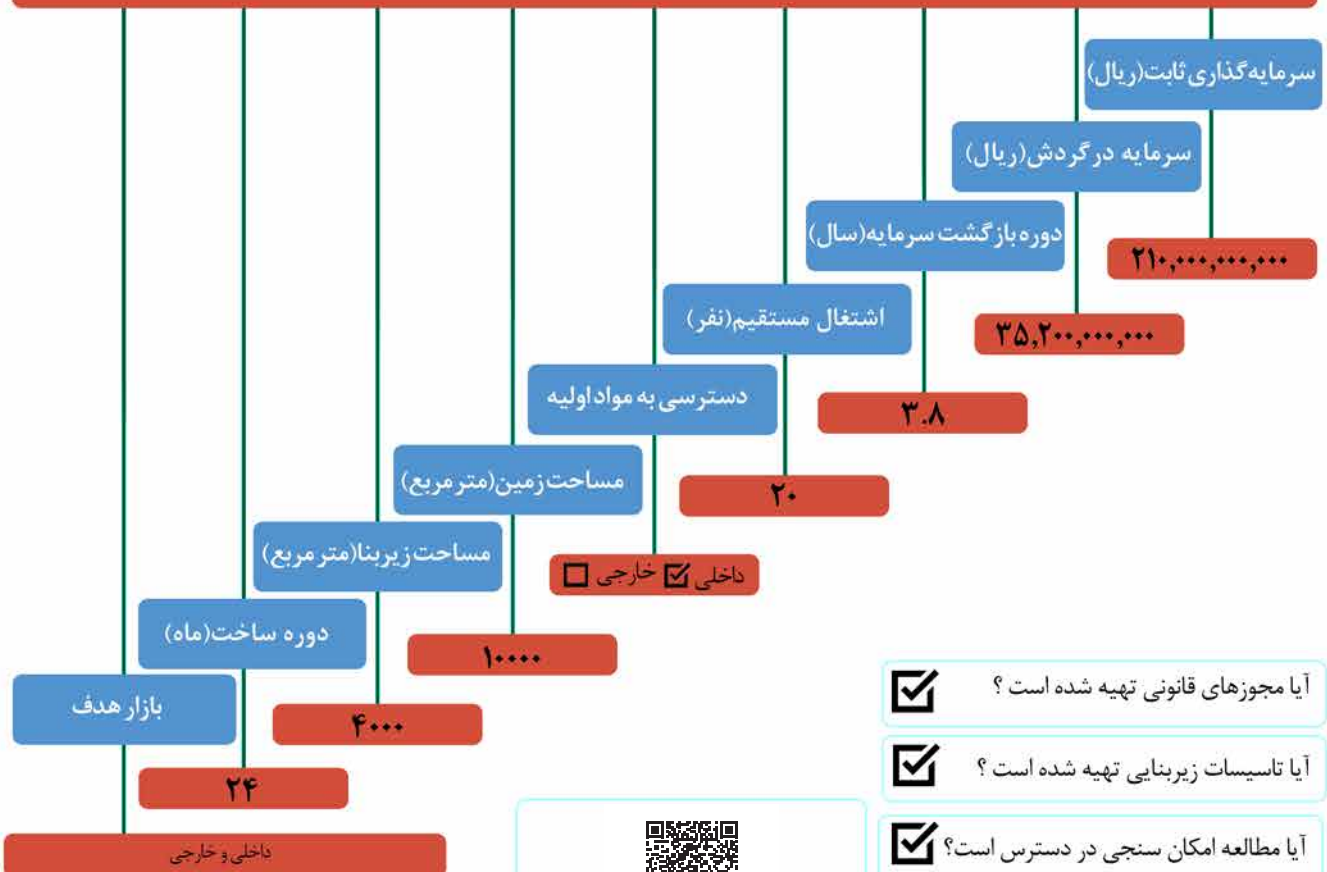 سرمایه‌گذاری ثابت(ریال)
۲۱۰,۰۰۰,۰۰۰,۰۰۰
سرمایه در گردش(ریال)
۳۵,۲۰۰,۰۰۰,۰۰۰
دوره بازگشت سرمایه(سال)
۳.۸
اشتغال مستقیم(نفر)
۲۰
دسترسی به مواد اولیه
داخلی ☑ خارجی ☐
مساحت زمین(متر مربع)
۱۰۰۰۰
مساحت زیربنا(متر مربع)
۴۰۰۰
دوره ساخت(ماه)
۲۴
بازار هدف
داخلی و خارجی
آیا مجوزهای قانونی تهیه شده است ؟ ☑
آیا تاسیسات زیربنایی تهیه شده است ؟ ☑
آیا مطالعه امکان سنجی در دسترس است؟ ☑